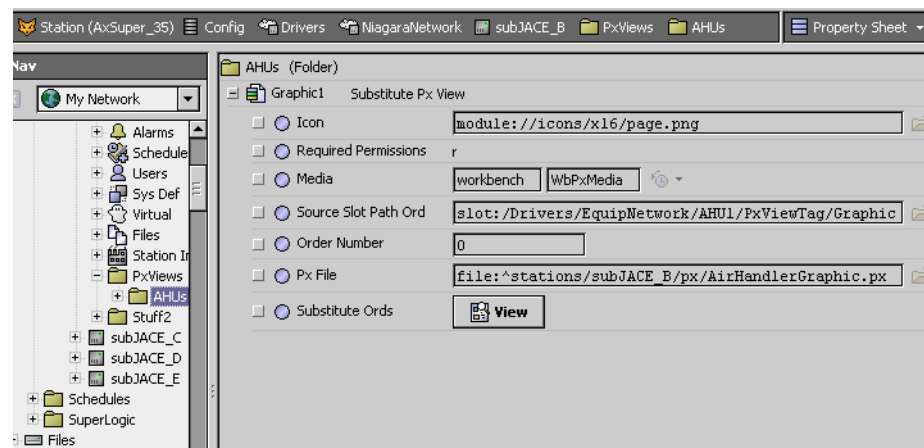 Station (AxSuper_35) Config Drivers NiagaraNetwork subJACE_B PxViews AHUs Property Sheet
Nav
My Network
Alarms
Schedule
Users
Sys Def
Virtual
Files
Station In
PxViews
AHUs
Stuff2
subJACE_C
subJACE_D
subJACE_E
Schedules
SuperLogic
Files
AHUs (Folder)
Graphic1 Substitute Px View
Icon module://icons/x16/page.png
Required Permissions r
Media workbench WbPxMedia
Source Slot Path Ord slot:/Drivers/EquipNetwork/AHU1/PxViewTag/Graphic
Order Number 0
Px File file:^stations/subJACE_B/px/AirHandlerGraphic.px
Substitute Ords View